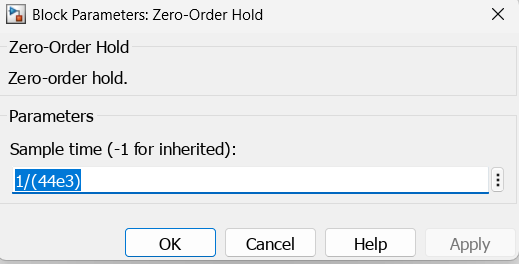 Block Parameters: Zero-Order Hold
Zero-Order Hold
Zero-order hold.
Parameters
Sample time (-1 for inherited):
1/(44e3)
OK Cancel Help Apply